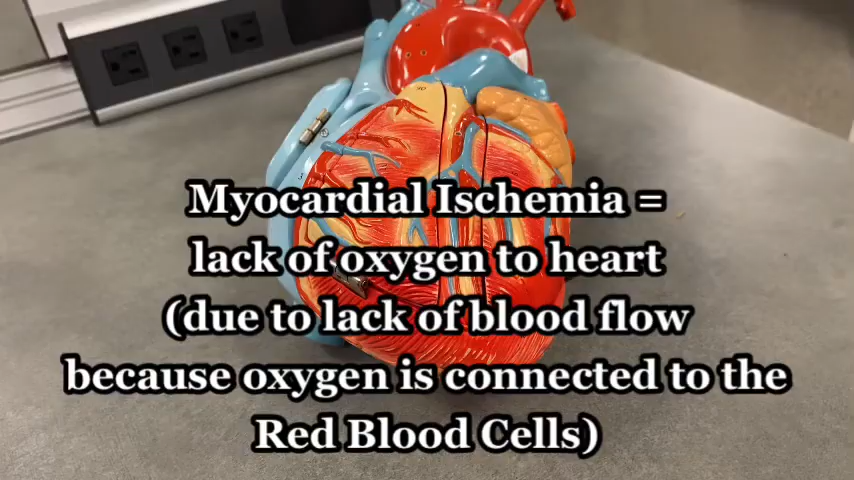 Myocardial Ischemia =
lack of oxygen to heart
(due to lack of blood flow
because oxygen is connected to the
Red Blood Cells)